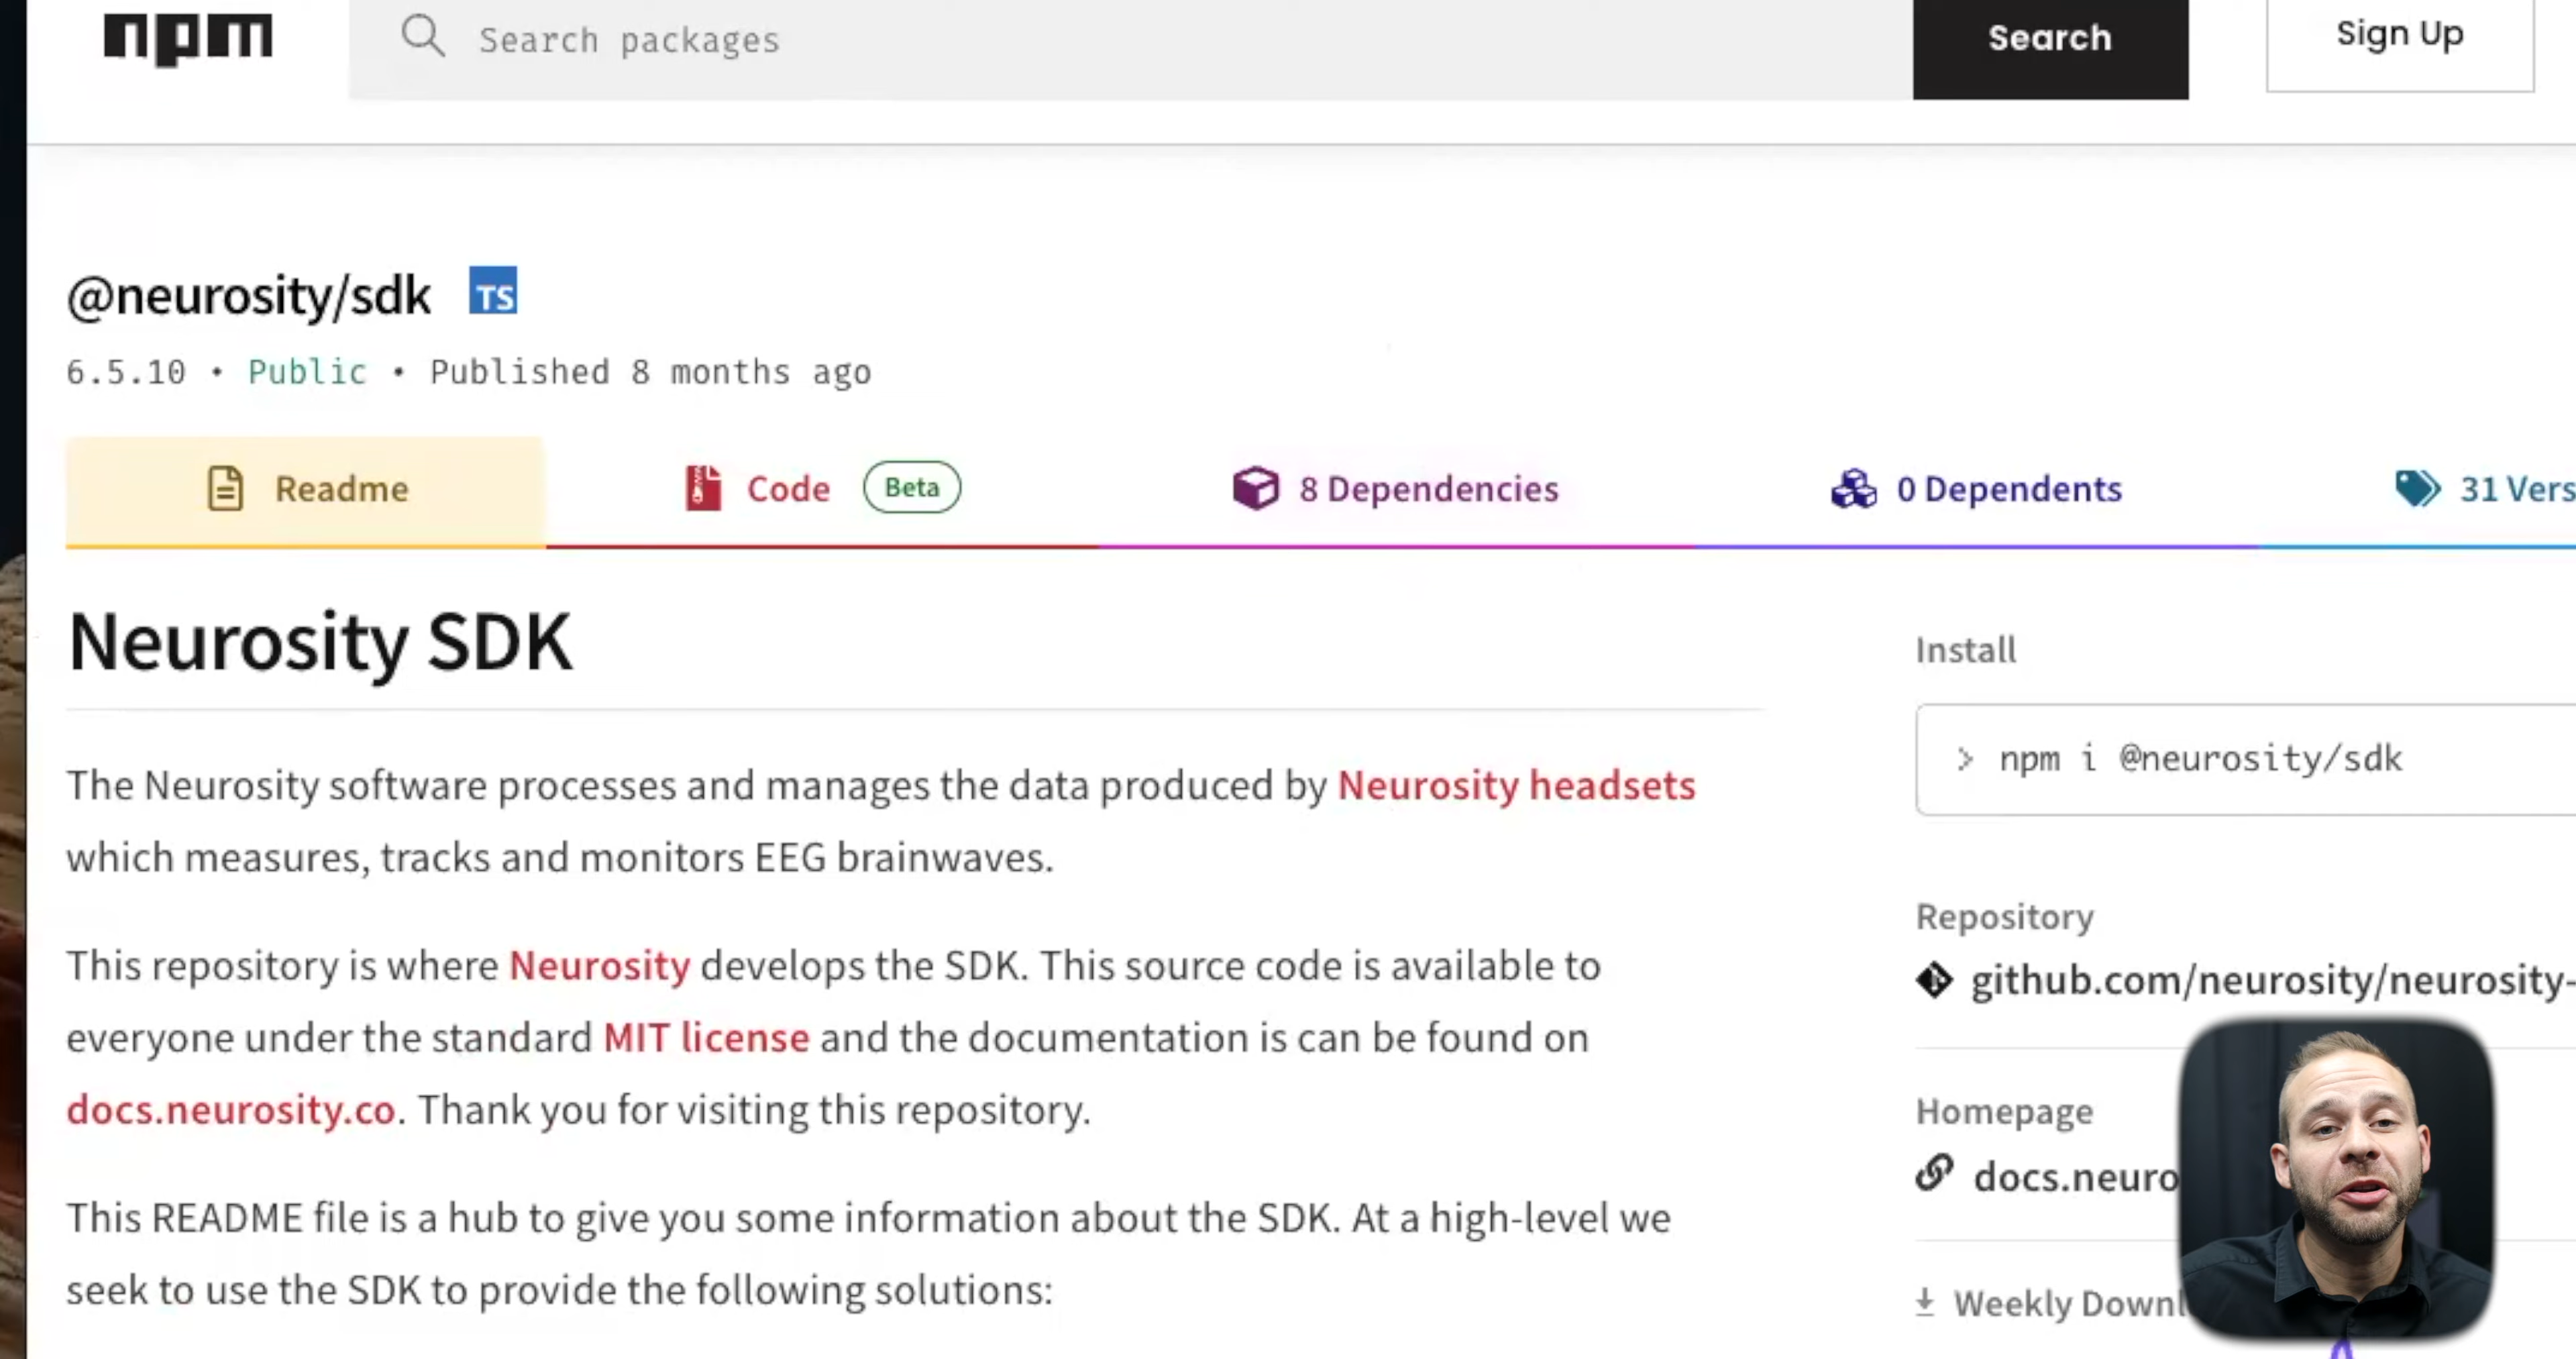 npm
Search packages
Search
Sign Up
@neurosity/sdk TS
6.5.10 • Public • Published 8 months ago
Readme
Code Beta
8 Dependencies
0 Dependents
31 Vers
Neurosity SDK
The Neurosity software processes and manages the data produced by Neurosity headsets
which measures, tracks and monitors EEG brainwaves.
This repository is where Neurosity develops the SDK. This source code is available to
everyone under the standard MIT license and the documentation is can be found on
docs.neurosity.co. Thank you for visiting this repository.
This README file is a hub to give you some information about the SDK. At a high-level we
seek to use the SDK to provide the following solutions:
Install
> npm i @neurosity/sdk
Repository
github.com/neurosity/neurosity-
Homepage
docs.neuro
Weekly Downl